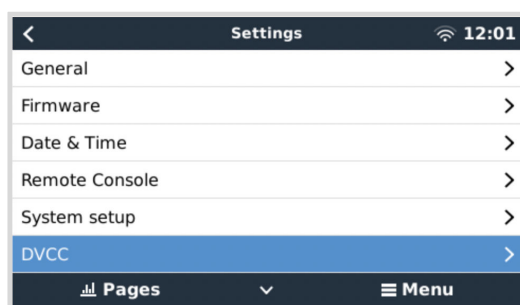 Settings 12:01
General
Firmware
Date & Time
Remote Console
System setup
DVCC
Pages Menu